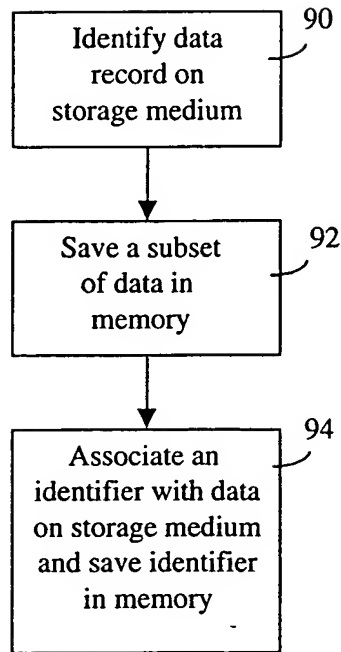 90
Identify data
record on
storage medium
92
Save a subset
of data in
memory
94
Associate an
identifier with data
on storage medium
and save identifier
in memory